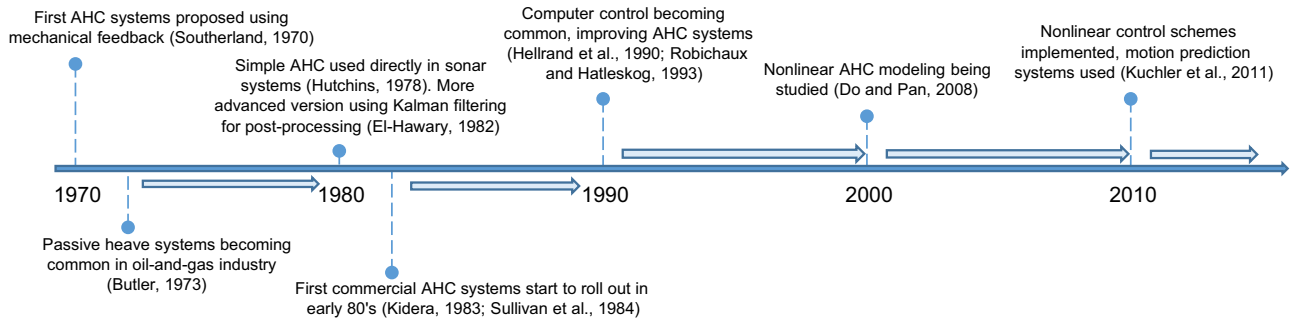 First AHC systems proposed using
mechanical feedback (Southerland, 1970)
Simple AHC used directly in sonar
systems (Hutchins, 1978). More
advanced version using Kalman filtering
for post-processing (El-Hawary, 1982)
Computer control becoming
common, improving AHC systems
(Hellrand et al., 1990; Robichaux
and Hatleskog, 1993)
Nonlinear AHC modeling being
studied (Do and Pan, 2008)
Nonlinear control schemes
implemented, motion prediction
systems used (Kuchler et al., 2011)
1970
1980
1990
2000
2010
Passive heave systems becoming
common in oil-and-gas industry
(Butler, 1973)
First commercial AHC systems start to roll out in
early 80's (Kidera, 1983; Sullivan et al., 1984)